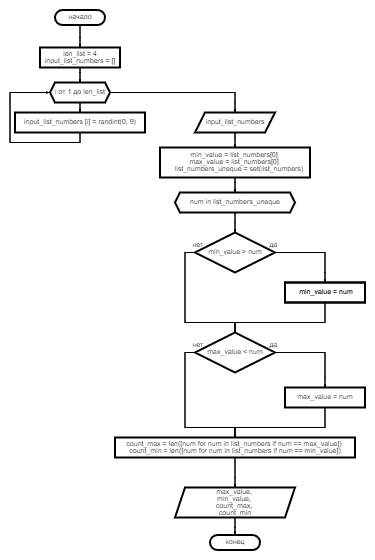 начало
len_list = 4
input_list_numbers = []
i от 1 до len_list
input_list_numbers [i] = randint(0, 9)
input_list_numbers
min_value = list_numbers[0]
max_value = list_numbers[0]
list_numbers_uneque = set(list_numbers)
num in list_numbers_uneque
нет
да
min_value > num
min_value = num
нет
да
max_value < num
max_value = num
count_max = len([num for num in list_numbers if num == max_value])
count_min = len([num for num in list_numbers if num == min_value])
max_value,
min_value,
count_max,
count_min
конец